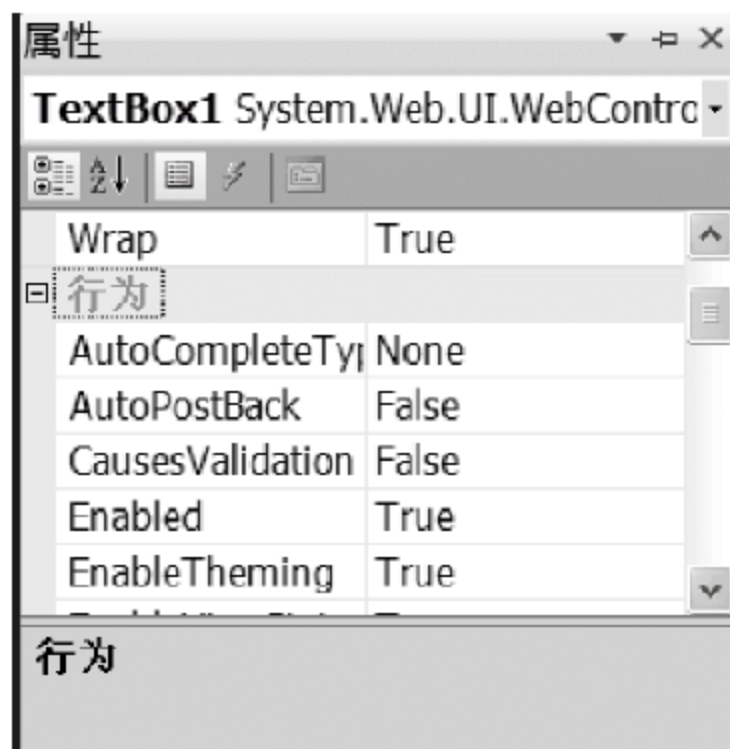 属性
TextBox1 System.Web.UI.WebContro
Wrap True
行为
AutoCompleteTy None
AutoPostBack False
CausesValidation False
Enabled True
EnableTheming True
行为